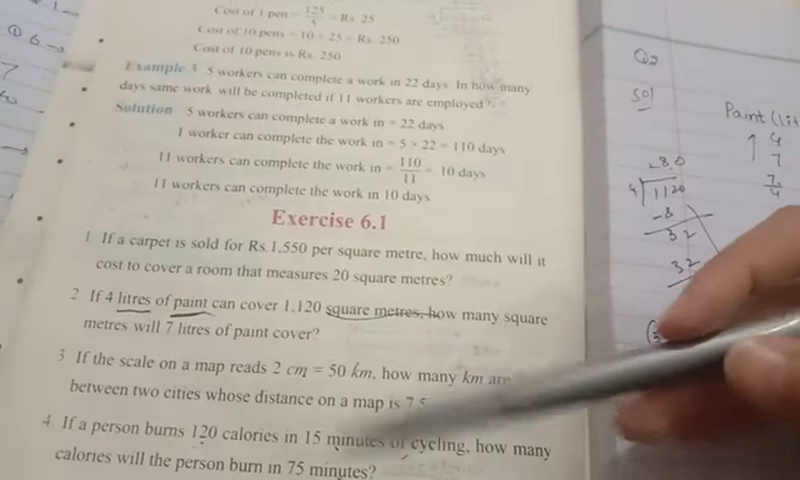 Cost of 1 pen = 125/5 = Rs. 25
Cost of 10 pens = 10 × 25 = Rs. 250
Cost of 10 pens is Rs. 250
Example 3 5 workers can complete a work in 22 days. In how many
days same work will be completed if 11 workers are employed?
Solution 5 workers can complete a work in = 22 days
1 worker can complete the work in = 5 × 22 = 110 days
11 workers can complete the work in = 110/11 = 10 days
11 workers can complete the work in 10 days
Exercise 6.1
1 If a carpet is sold for Rs.1,550 per square metre, how much will it
cost to cover a room that measures 20 square metres?
2 If 4 litres of paint can cover 1,120 square metres, how many square
metres will 7 litres of paint cover?
3 If the scale on a map reads 2 cm = 50 km, how many km are
between two cities whose distance on a map is 7.5
4. If a person burns 120 calories in 15 minutes of cycling, how many
calories will the person burn in 75 minutes?
Q2
Sol
Paint (lit
↑ 4
7
7/4
280
4 1120
-8
32
32